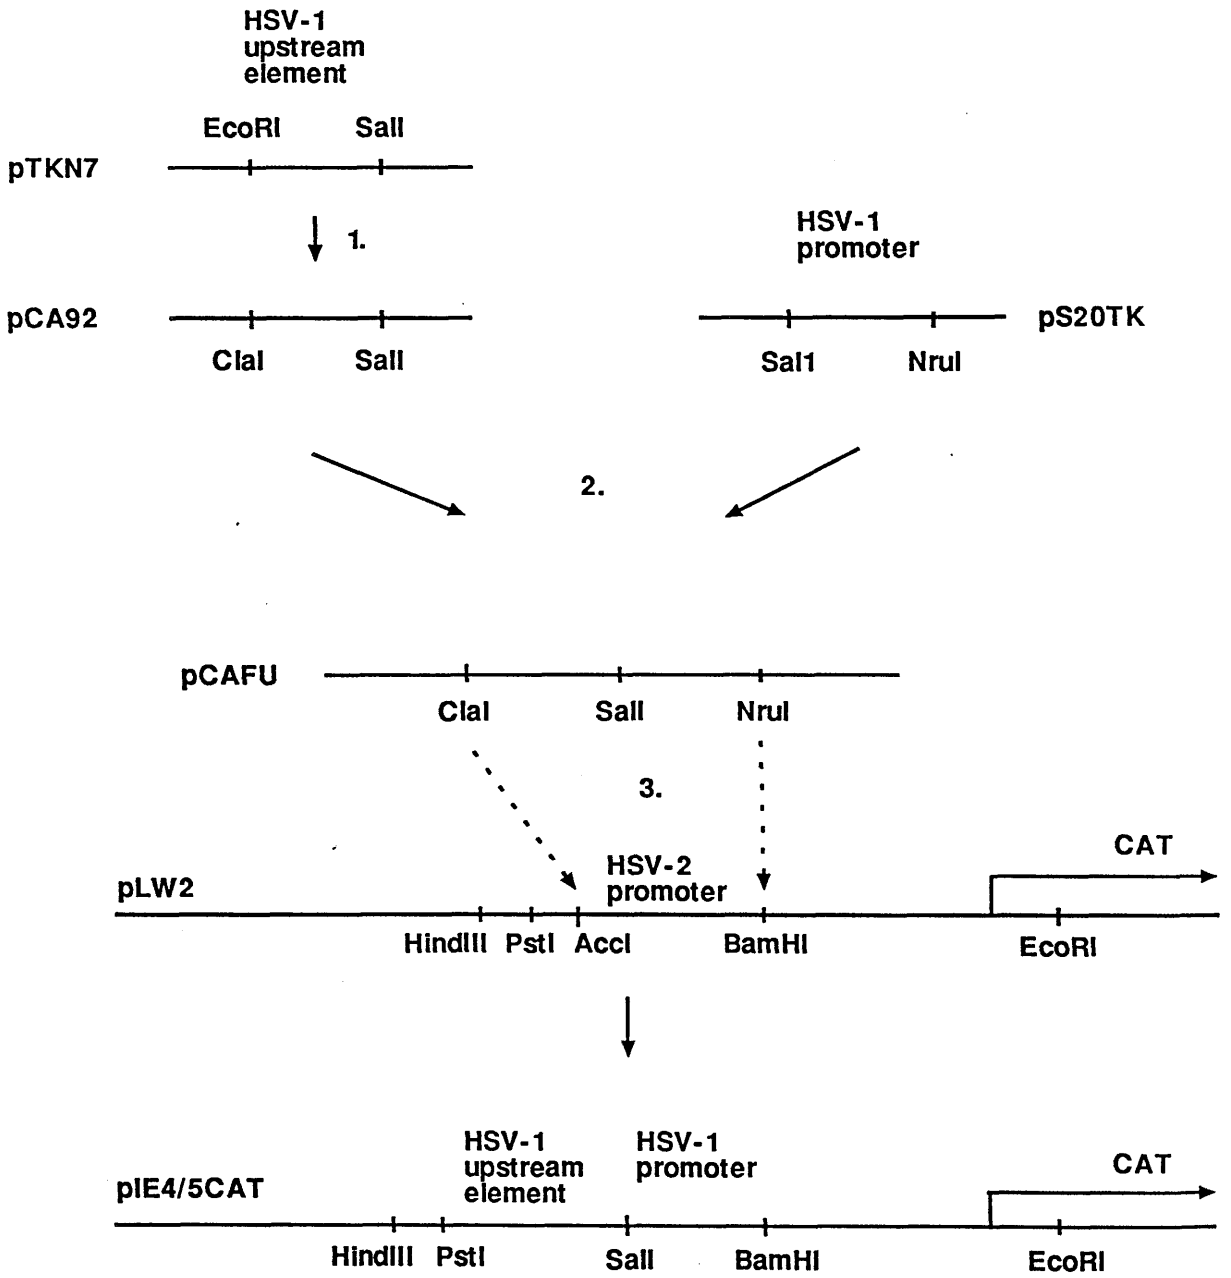 HSV-1
upstream
element
EcoRI SalI
pTKN7
1.
HSV-1
promoter
pCA92
pS20TK
ClaI SalI
Sal1 NruI
2.
pCAFU
ClaI SalI NruI
3.
CAT
HSV-2
promoter
pLW2
HindIII PstI AccI BamHI EcoRI
HSV-1
upstream
element
HSV-1
promoter
CAT
pIE4/5CAT
HindIII PstI SalI BamHI EcoRI